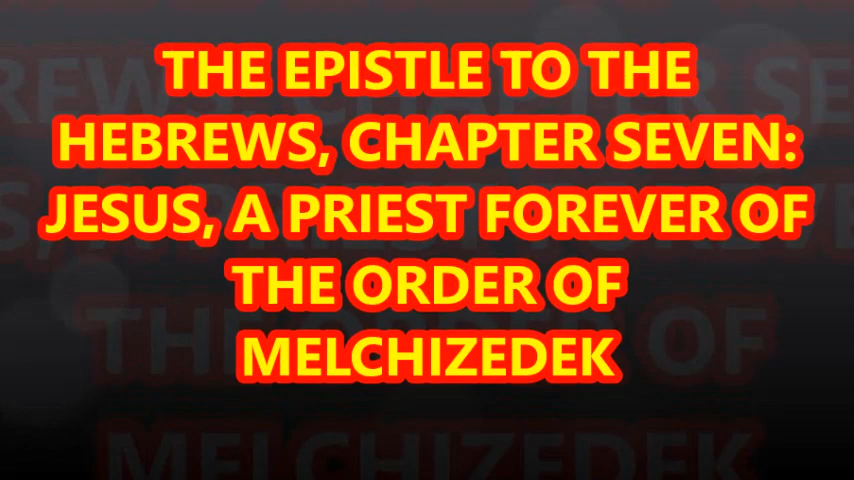 THE EPISTLE TO THE
HEBREWS, CHAPTER SEVEN:
JESUS, A PRIEST FOREVER OF
THE ORDER OF
MELCHIZEDEK